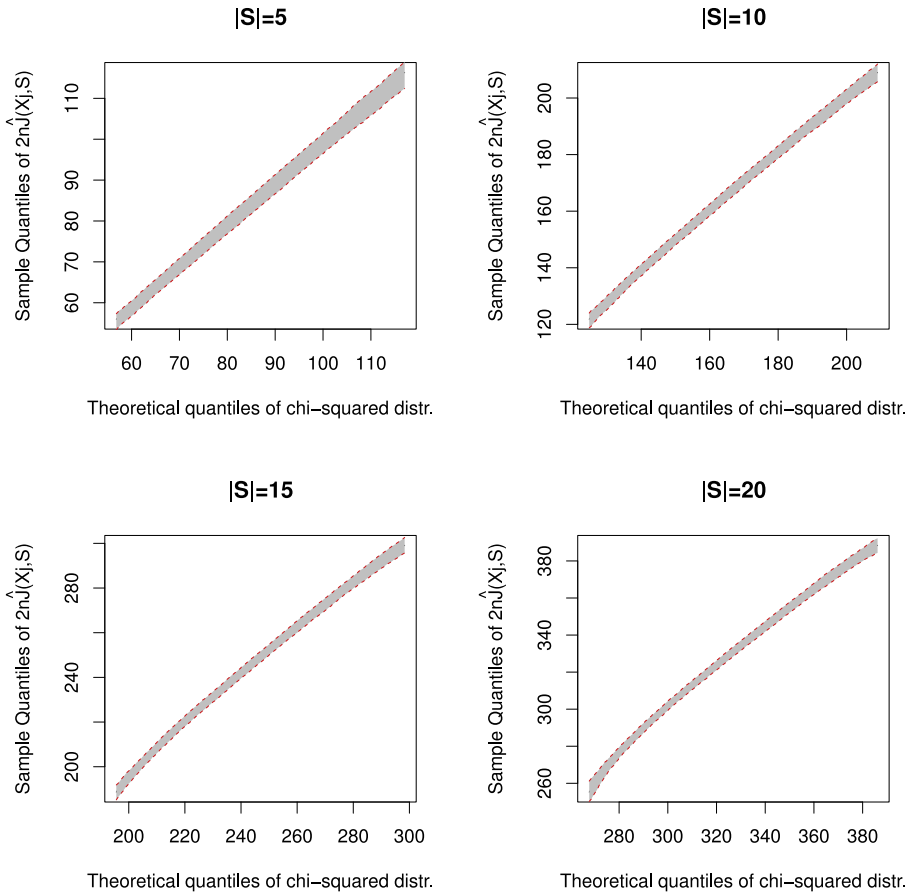 |S|=5
Sample Quantiles of 2nĴ(Xj,S)
110
90
80
70
60
60 70 80 90 100 110
Theoretical quantiles of chi−squared distr.
|S|=10
Sample Quantiles of 2nĴ(Xj,S)
200
180
160
140
120
140 160 180 200
Theoretical quantiles of chi−squared distr.
|S|=15
Sample Quantiles of 2nĴ(Xj,S)
280
240
200
200 220 240 260 280 300
Theoretical quantiles of chi−squared distr.
|S|=20
Sample Quantiles of 2nĴ(Xj,S)
380
340
300
260
280 300 320 340 360 380
Theoretical quantiles of chi−squared distr.